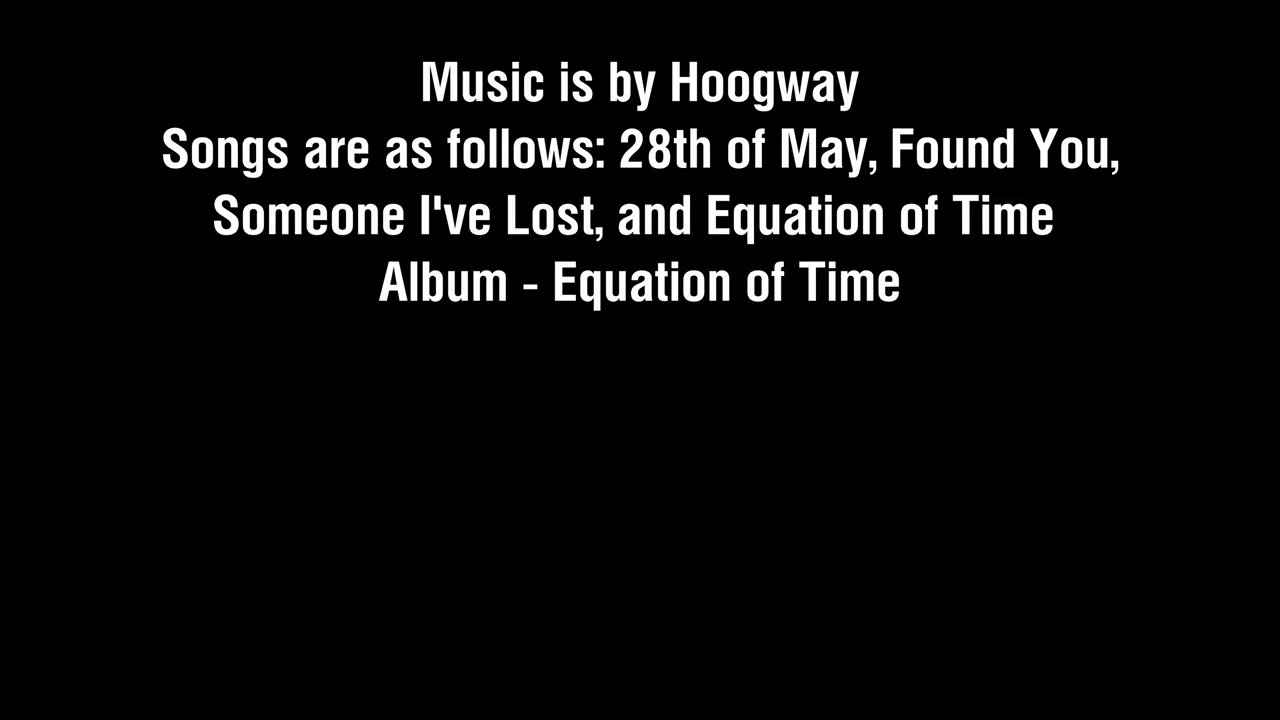 Music is by Hoogway
Songs are as follows: 28th of May, Found You,
Someone I've Lost, and Equation of Time
Album - Equation of Time